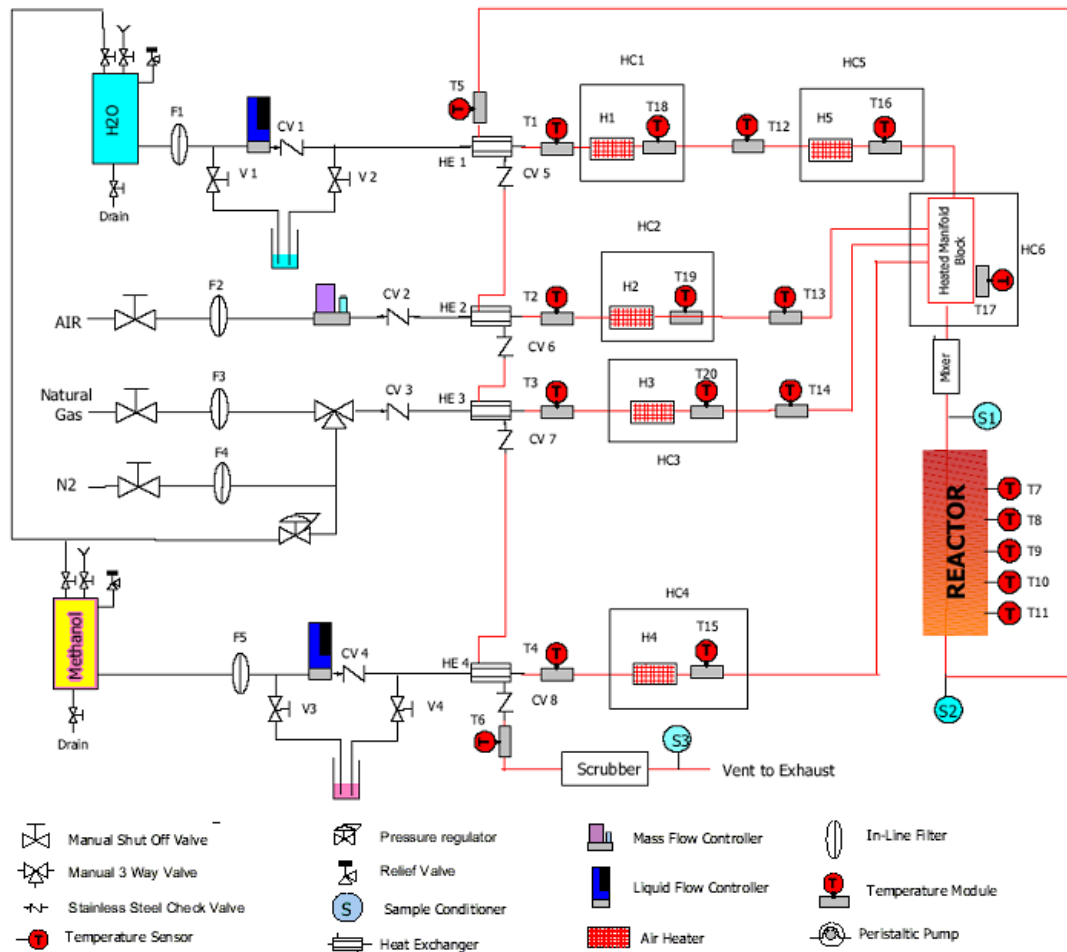 HC1
HC5
T5
T1
H1
T18
T12
H5
T16
H2O
F1
CV 1
HE 1
CV 5
V 1
V 2
Drain
HC2
HC6
Heated Manifold
Block
T17
F2
CV 2
HE 2
T2
H2
T19
T13
AIR
CV 6
Mixer
Natural
Gas
F3
CV 3
HE 3
T3
H3
T20
T14
S1
CV 7
HC3
F4
N2
REACTOR
T7
T8
T9
T10
T11
HC4
Methanol
F5
CV 4
HE 4
T4
H4
T15
CV 8
V3
V4
T6
S3
S2
Drain
Scrubber
Vent to Exhaust
Manual Shut Off Valve
Pressure regulator
Mass Flow Controller
In-Line Filter
Manual 3 Way Valve
Relief Valve
Liquid Flow Controller
T
Temperature Module
Stainless Steel Check Valve
S
Sample Conditioner
T
Temperature Sensor
Heat Exchanger
Air Heater
Peristaltic Pump